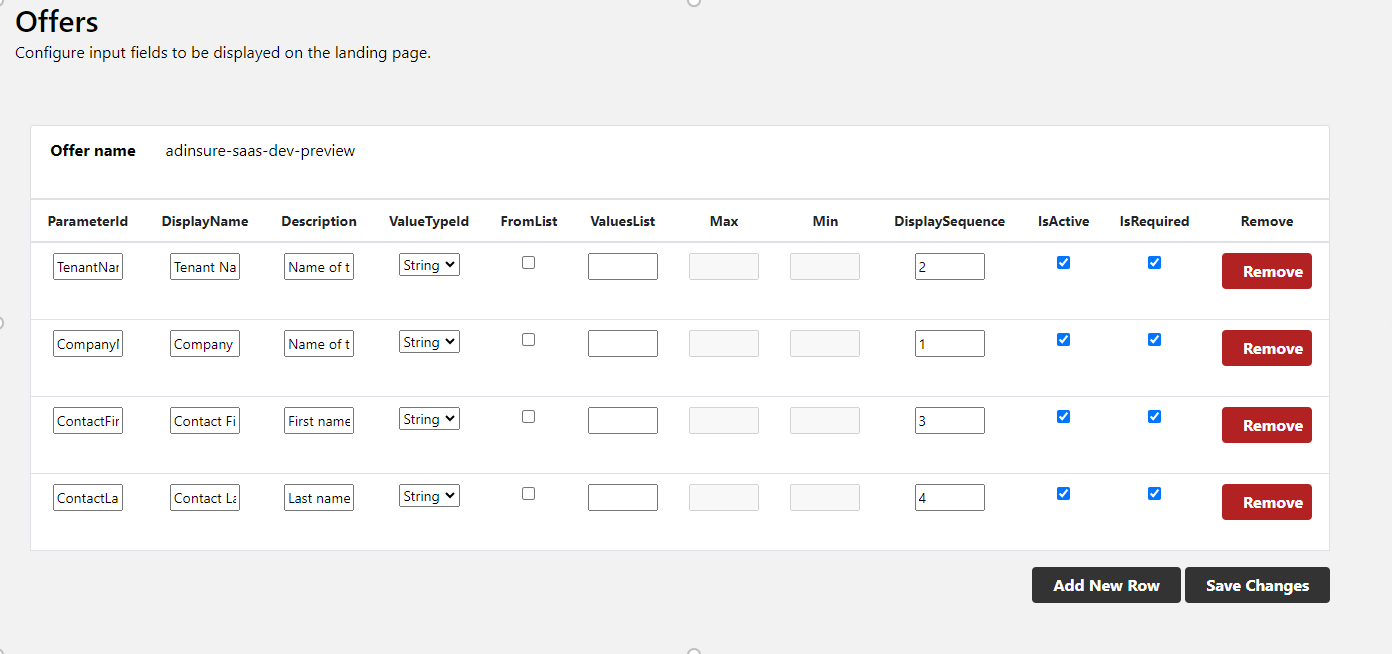 Offers
Configure input fields to be displayed on the landing page.
Offer name adinsure-saas-dev-preview
ParameterId DisplayName Description ValueTypeId FromList ValuesList Max Min DisplaySequence IsActive IsRequired Remove
TenantNar Tenant Na Name of t String 2 Remove
Company Company Name of t String 1 Remove
ContactFir Contact Fi First name String 3 Remove
ContactLa Contact La Last name String 4 Remove
Add New Row Save Changes